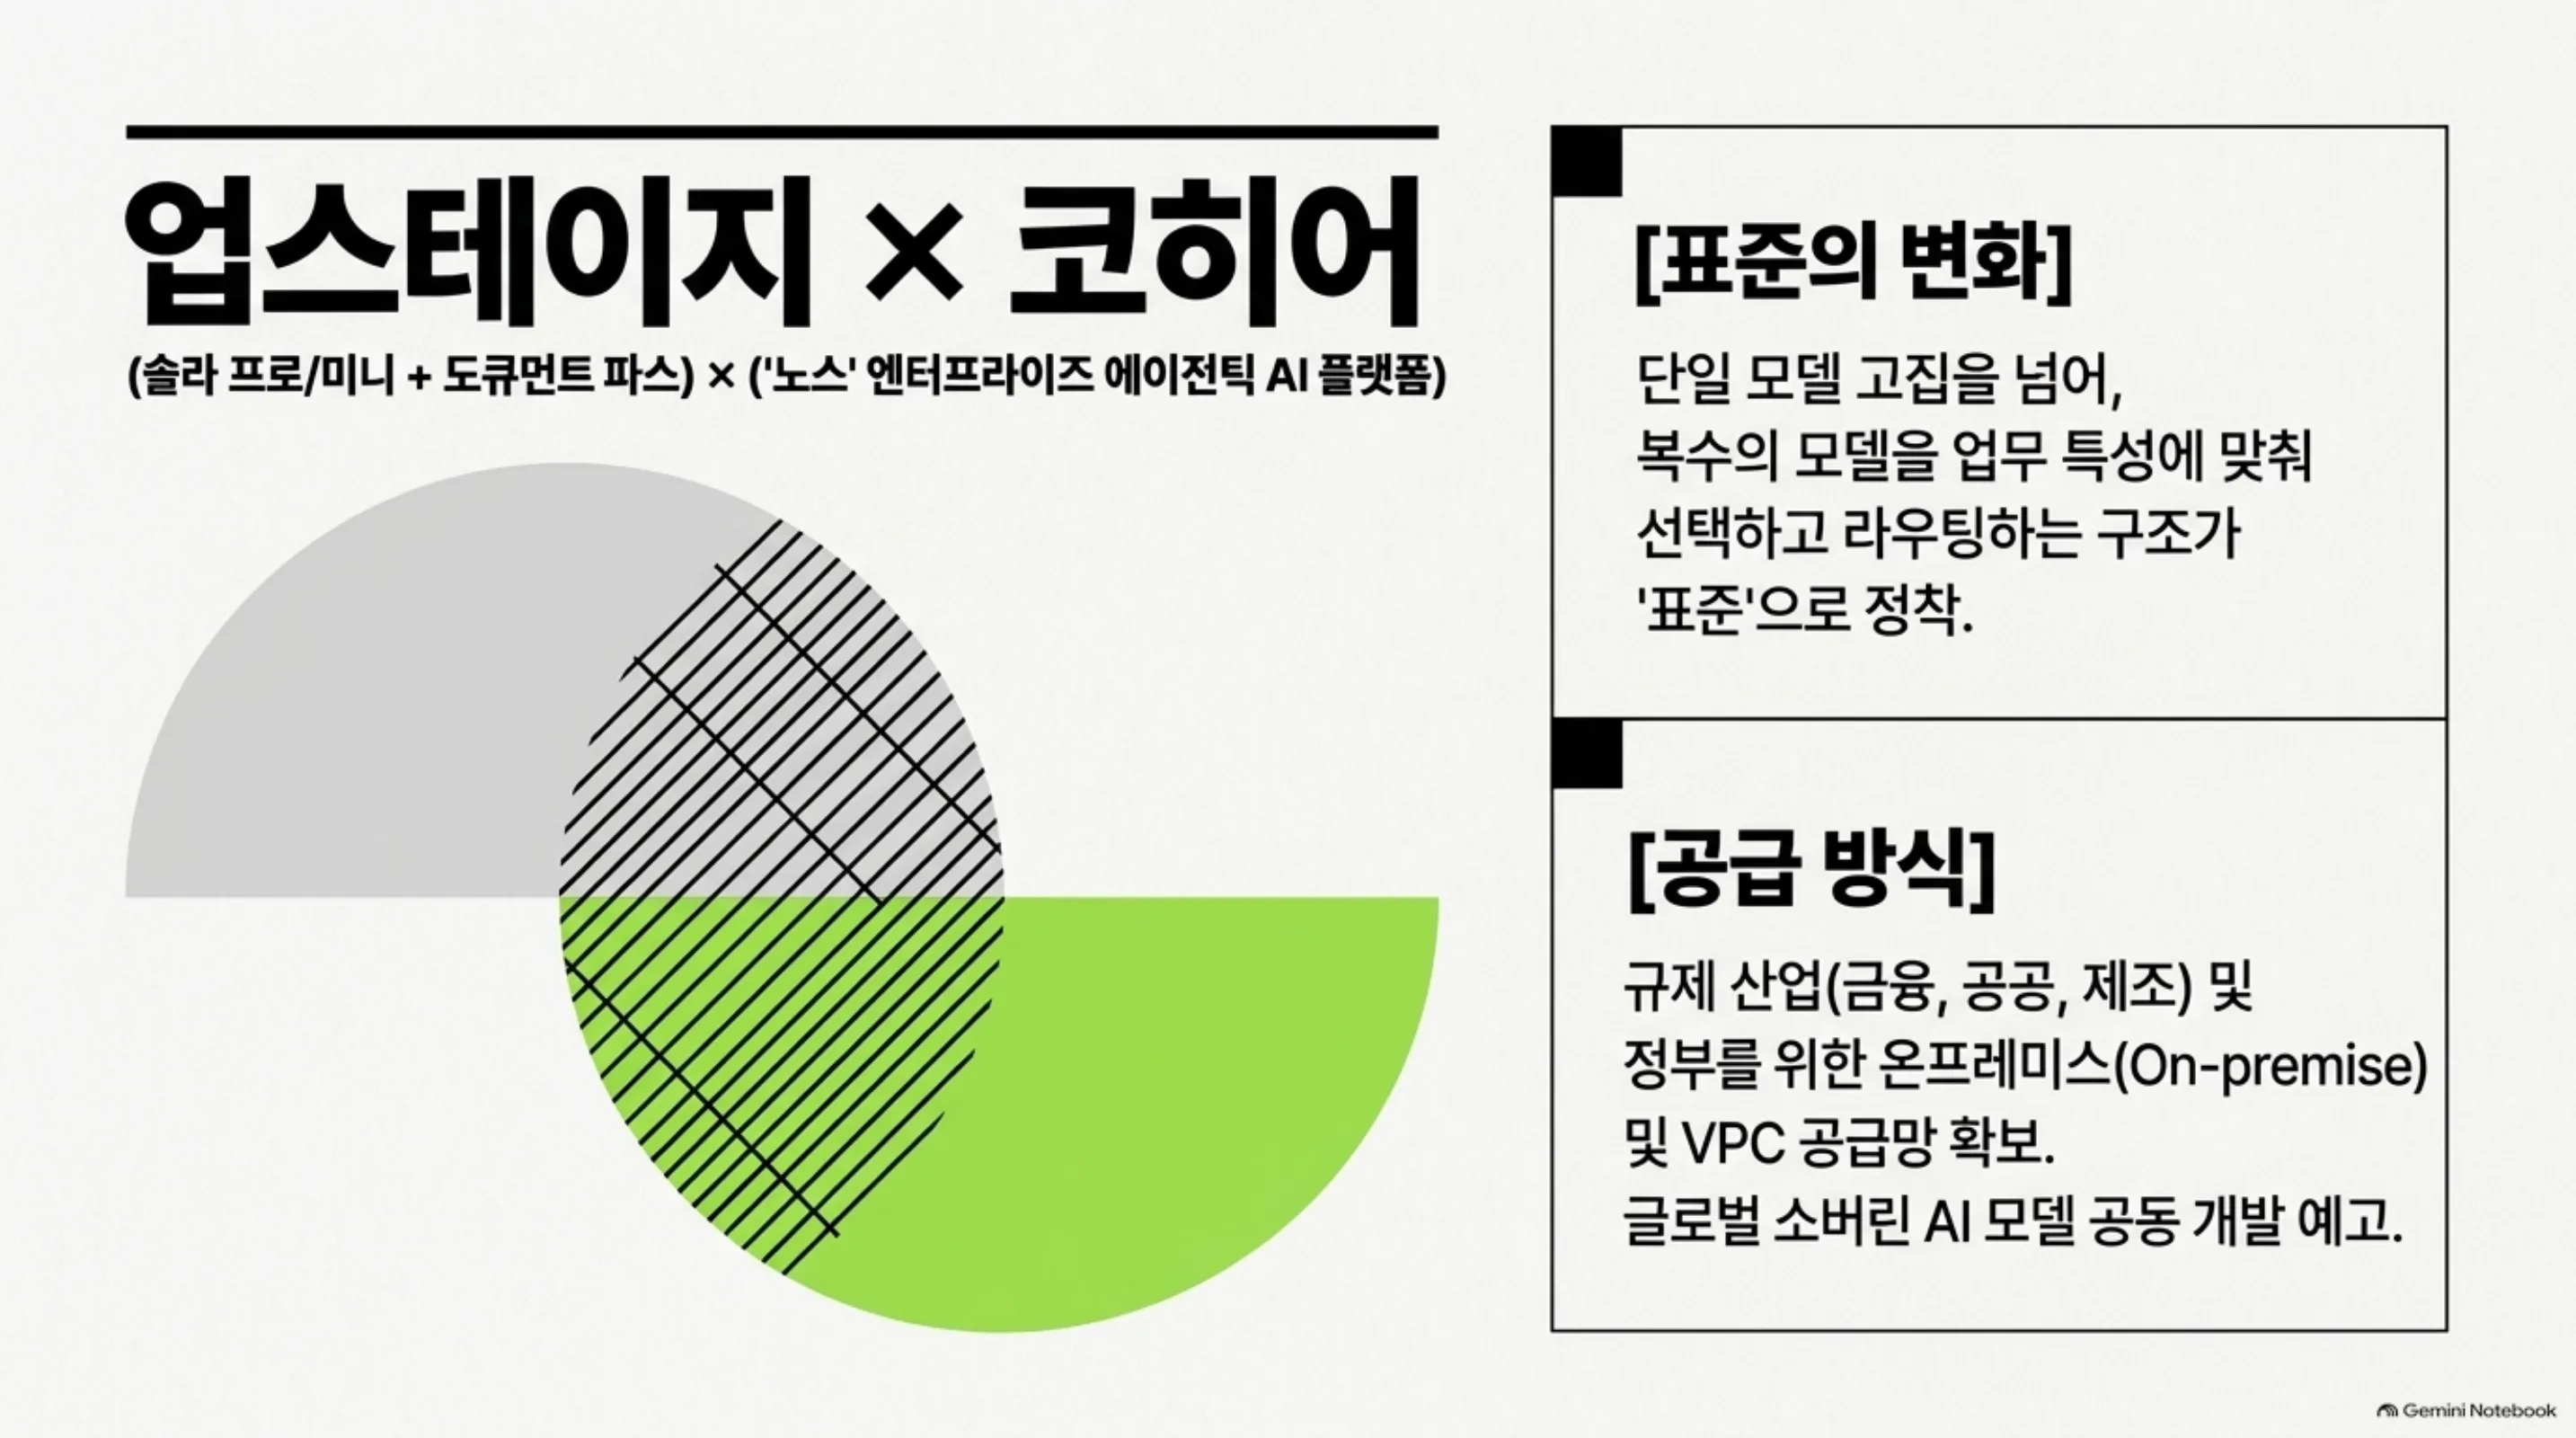 업스테이지 × 코히어
(솔라 프로/미니 + 도큐먼트 파스) × ('노스' 엔터프라이즈 에이전틱 AI 플랫폼)
[표준의 변화]
단일 모델 고집을 넘어,
복수의 모델을 업무 특성에 맞춰
선택하고 라우팅하는 구조가
'표준'으로 정착.
[공급 방식]
규제 산업(금융, 공공, 제조) 및
정부를 위한 온프레미스(On-premise)
및 VPC 공급망 확보.
글로벌 소버린 AI 모델 공동 개발 예고.
Gemini Notebook